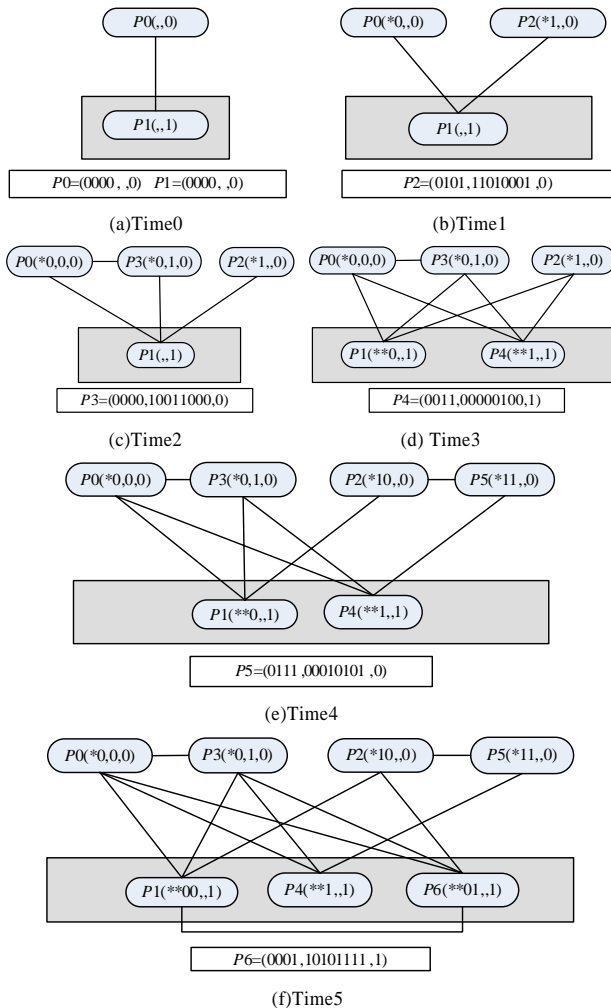 P0(,,0)
P1(,,1)
P0=(0000, ,,0) P1=(0000, ,,0)
(a)Time0
P0(*0,,0) P2(*1,,0)
P1(,,1)
P2=(0101,11010001 ,0)
(b)Time1
P0(*0,0,0) P3(*0,1,0) P2(*1,,0)
P1(,,1)
P3=(0000,10011000,0)
(c)Time2
P0(*0,0,0) P3(*0,1,0) P2(*1,,0)
P1(**0,,1) P4(**1,,1)
P4=(0011,00000100,1)
(d) Time3
P0(*0,0,0) P3(*0,1,0) P2(*10,,0) P5(*11,,0)
P1(**0,,1) P4(**1,,1)
P5=(0111,00010101 ,0)
(e)Time4
P0(*0,0,0) P3(*0,1,0) P2(*10,,0) P5(*11,,0)
P1(**00,,1) P4(**1,,1) P6(**01,,1)
P6=(0001,10101111 ,1)
(f)Time5